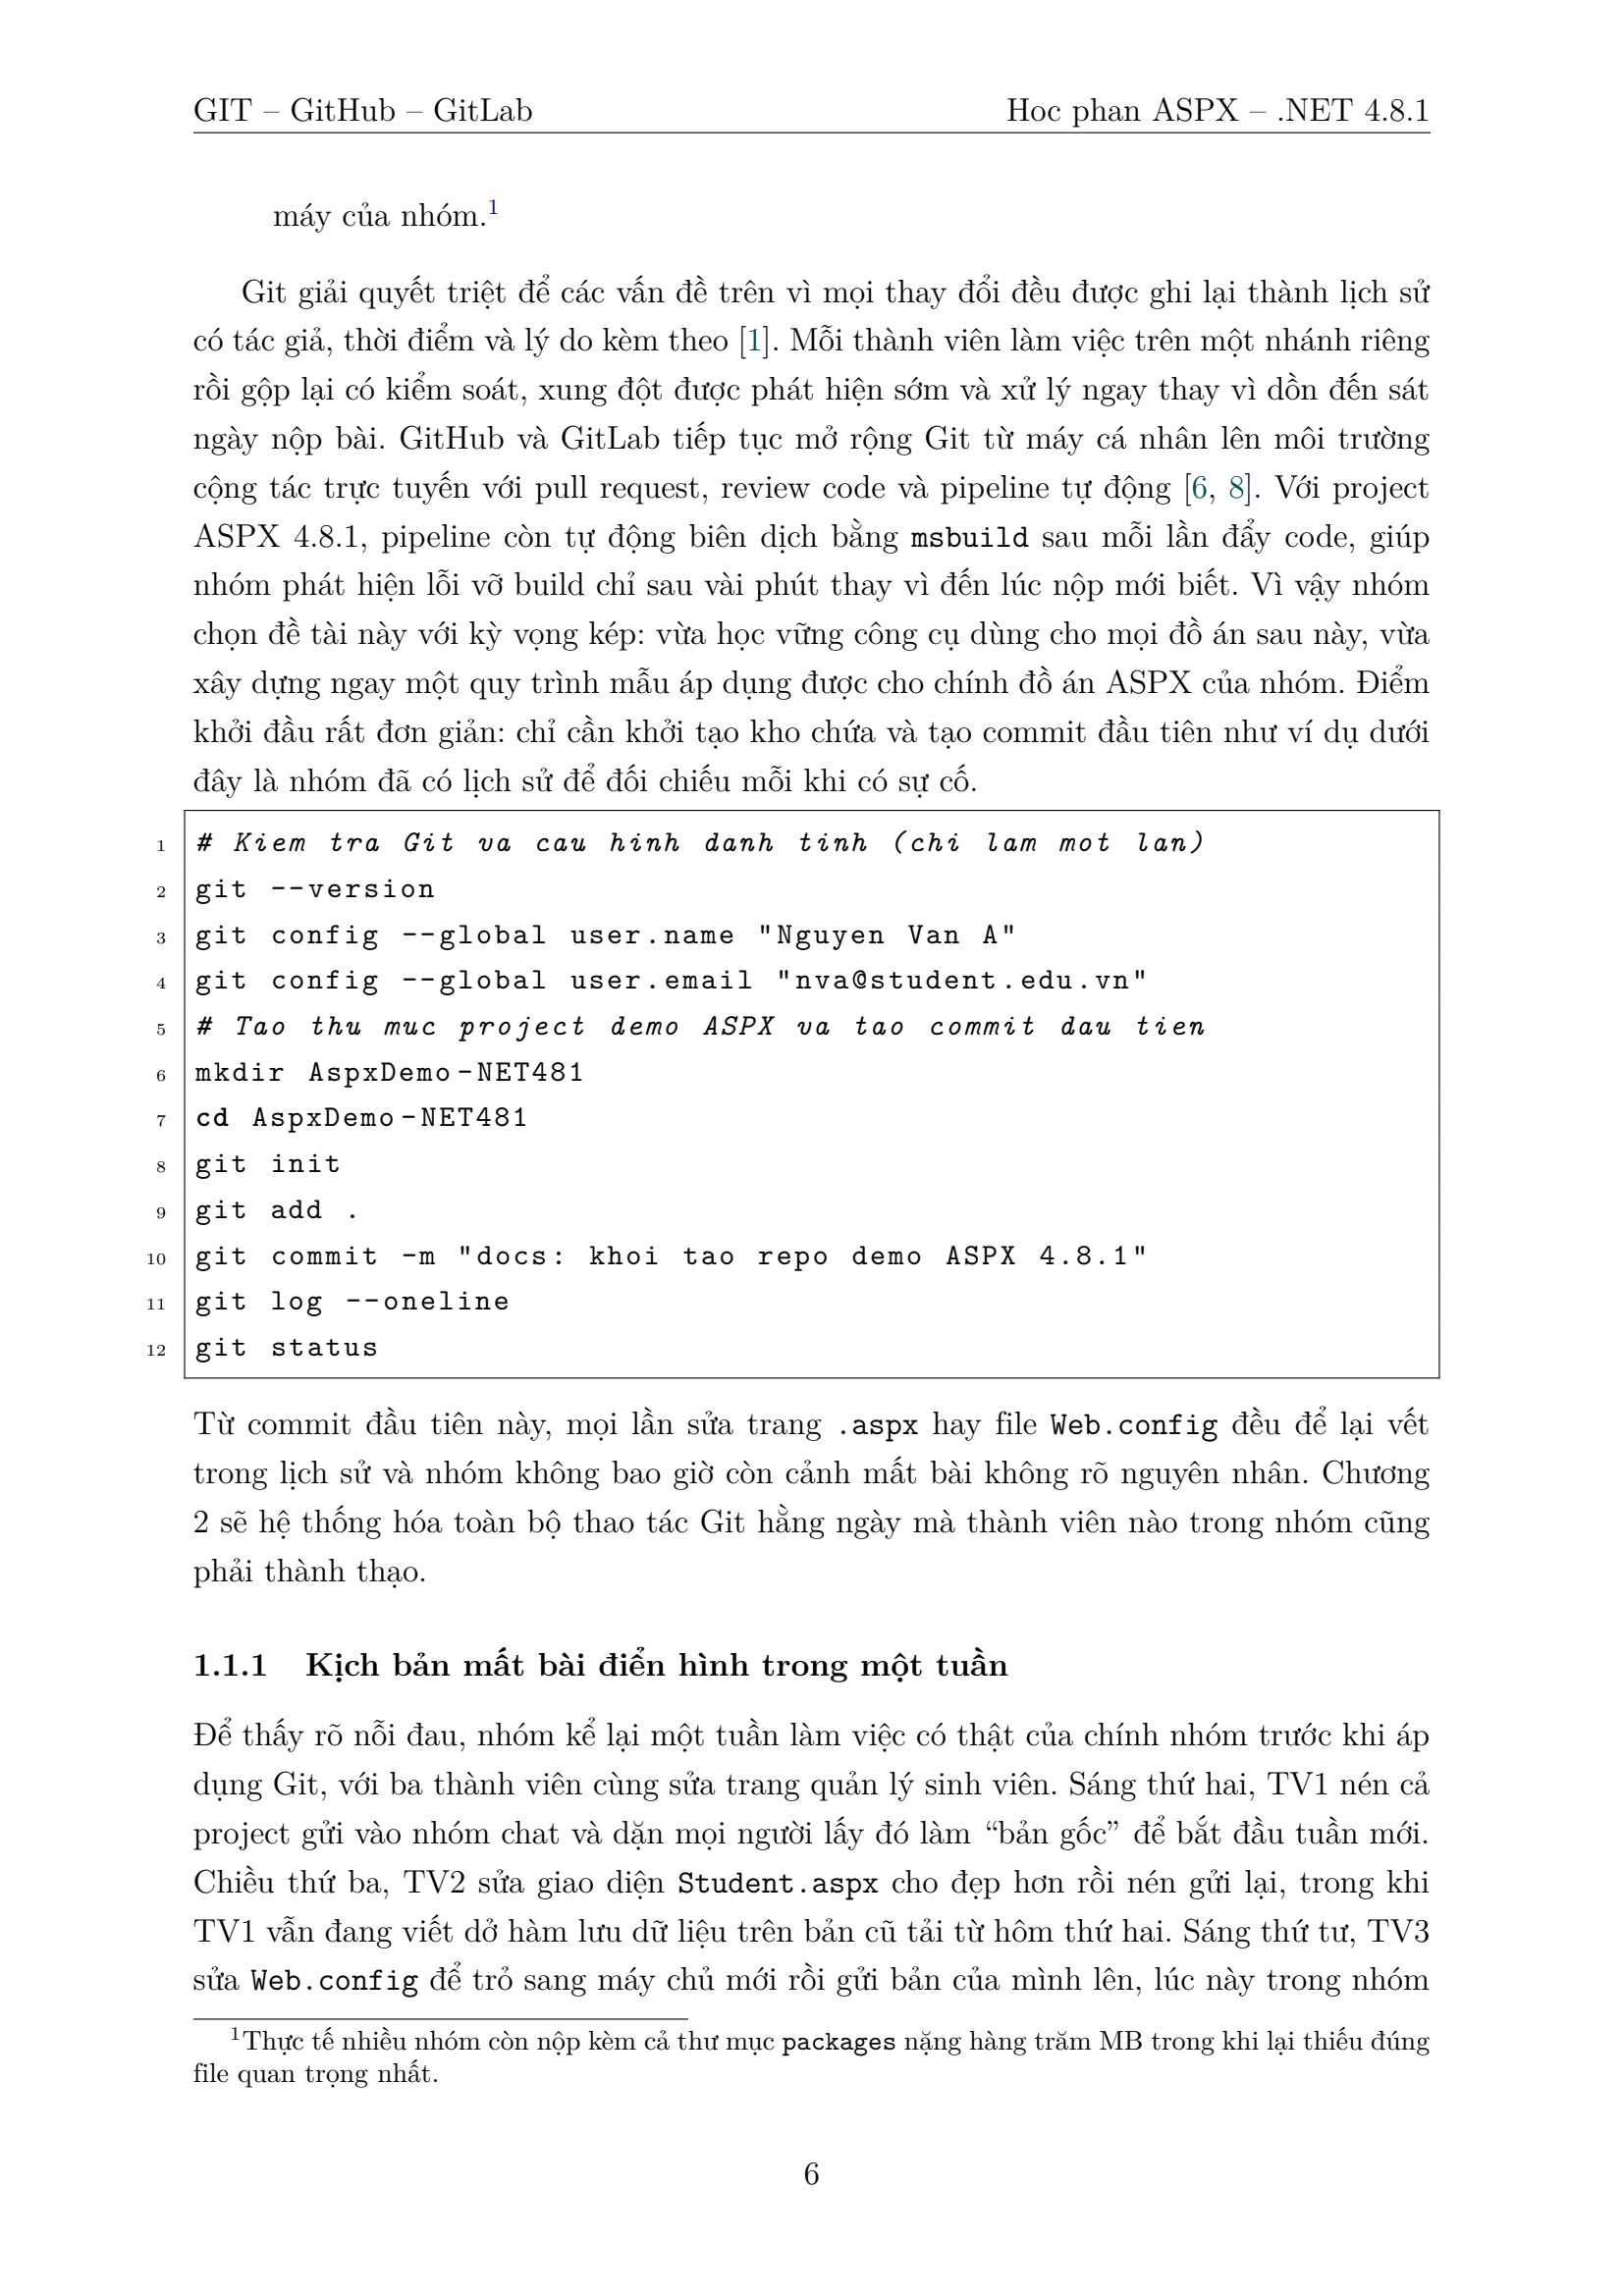 GIT – GitHub – GitLab Hoc phan ASPX – .NET 4.8.1
máy của nhóm.1
Git giải quyết triệt để các vấn đề trên vì mọi thay đổi đều được ghi lại thành lịch sử
có tác giả, thời điểm và lý do kèm theo [1]. Mỗi thành viên làm việc trên một nhánh riêng
rồi gộp lại có kiểm soát, xung đột được phát hiện sớm và xử lý ngay thay vì dồn đến sát
ngày nộp bài. GitHub và GitLab tiếp tục mở rộng Git từ máy cá nhân lên môi trường
cộng tác trực tuyến với pull request, review code và pipeline tự động [6, 8]. Với project
ASPX 4.8.1, pipeline còn tự động biên dịch bằng msbuild sau mỗi lần đẩy code, giúp
nhóm phát hiện lỗi vỡ build chỉ sau vài phút thay vì đến lúc nộp mới biết. Vì vậy nhóm
chọn đề tài này với kỳ vọng kép: vừa học vững công cụ dùng cho mọi đồ án sau này, vừa
xây dựng ngay một quy trình mẫu áp dụng được cho chính đồ án ASPX của nhóm. Điểm
khởi đầu rất đơn giản: chỉ cần khởi tạo kho chứa và tạo commit đầu tiên như ví dụ dưới
đây là nhóm đã có lịch sử để đối chiếu mỗi khi có sự cố.
1 # Kiem tra Git va cau hinh danh tinh (chi lam mot lan)
2 git --version
3 git config --global user.name "Nguyen Van A"
4 git config --global user.email "nva@student.edu.vn"
5 # Tao thu muc project demo ASPX va tao commit dau tien
6 mkdir AspxDemo-NET481
7 cd AspxDemo-NET481
8 git init
9 git add .
10 git commit -m "docs: khoi tao repo demo ASPX 4.8.1"
11 git log --oneline
12 git status
Từ commit đầu tiên này, mọi lần sửa trang .aspx hay file Web.config đều để lại vết
trong lịch sử và nhóm không bao giờ còn cảnh mất bài không rõ nguyên nhân. Chương
2 sẽ hệ thống hóa toàn bộ thao tác Git hằng ngày mà thành viên nào trong nhóm cũng
phải thành thạo.
1.1.1 Kịch bản mất bài điển hình trong một tuần
Để thấy rõ nỗi đau, nhóm kể lại một tuần làm việc có thật của chính nhóm trước khi áp
dụng Git, với ba thành viên cùng sửa trang quản lý sinh viên. Sáng thứ hai, TV1 nén cả
project gửi vào nhóm chat và dặn mọi người lấy đó làm “bản gốc” để bắt đầu tuần mới.
Chiều thứ ba, TV2 sửa giao diện Student.aspx cho đẹp hơn rồi nén gửi lại, trong khi
TV1 vẫn đang viết dở hàm lưu dữ liệu trên bản cũ tải từ hôm thứ hai. Sáng thứ tư, TV3
sửa Web.config để trỏ sang máy chủ mới rồi gửi bản của mình lên, lúc này trong nhóm
1Thực tế nhiều nhóm còn nộp kèm cả thư mục packages nặng hàng trăm MB trong khi lại thiếu đúng
file quan trọng nhất.
6